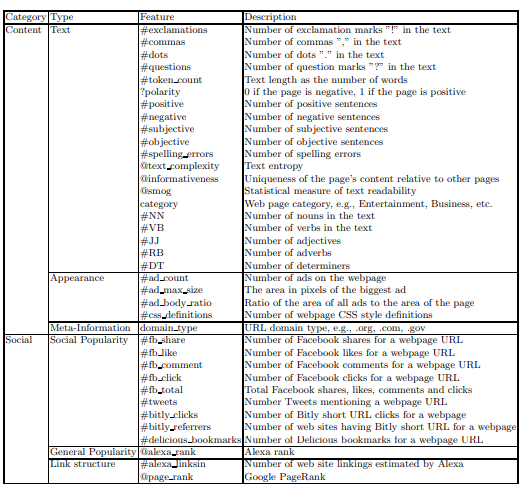 Category Type Feature Description
Content Text #exclamations Number of exclamation marks "!" in the text
#commas Number of commas "," in the text
#dots Number of dots "." in the text
#questions Number of question marks "?" in the text
#token_count Text length as the number of words
?polarity 0 if the page is negative, 1 if the page is positive
#positive Number of positive sentences
#negative Number of negative sentences
#subjective Number of subjective sentences
#objective Number of objective sentences
#spelling_errors Number of spelling errors
@text_complexity Text entropy
@informativeness Uniqueness of the page's content relative to other pages
@smog Statistical measure of text readability
category Web page category, e.g., Entertainment, Business, etc.
#NN Number of nouns in the text
#VB Number of verbs in the text
#JJ Number of adjectives
#RB Number of adverbs
#DT Number of determiners
Appearance #ad_count Number of ads on the webpage
#ad_max_size The area in pixels of the biggest ad
#ad_body_ratio Ratio of the area of all ads to the area of the page
#css_definitions Number of webpage CSS style definitions
Meta-Information domain_type URL domain type, e.g., .org, .com, .gov
Social Social Popularity #fb_share Number of Facebook shares for a webpage URL
#fb_like Number of Facebook likes for a webpage URL
#fb_comment Number of Facebook comments for a webpage URL
#fb_click Number of Facebook clicks for a webpage URL
#fb_total Total Facebook shares, likes, comments and clicks
#tweets Number Tweets mentioning a webpage URL
#bitly_clicks Number of Bitly short URL clicks for a webpage
#bitly_referrers Number of web sites having Bitly short URL for a webpage
#delicious_bookmarks Number of Delicious bookmarks for a webpage URL
General Popularity @alexa_rank Alexa rank
Link structure #alexa_linksin Number of web site linkings estimated by Alexa
@page_rank Google PageRank